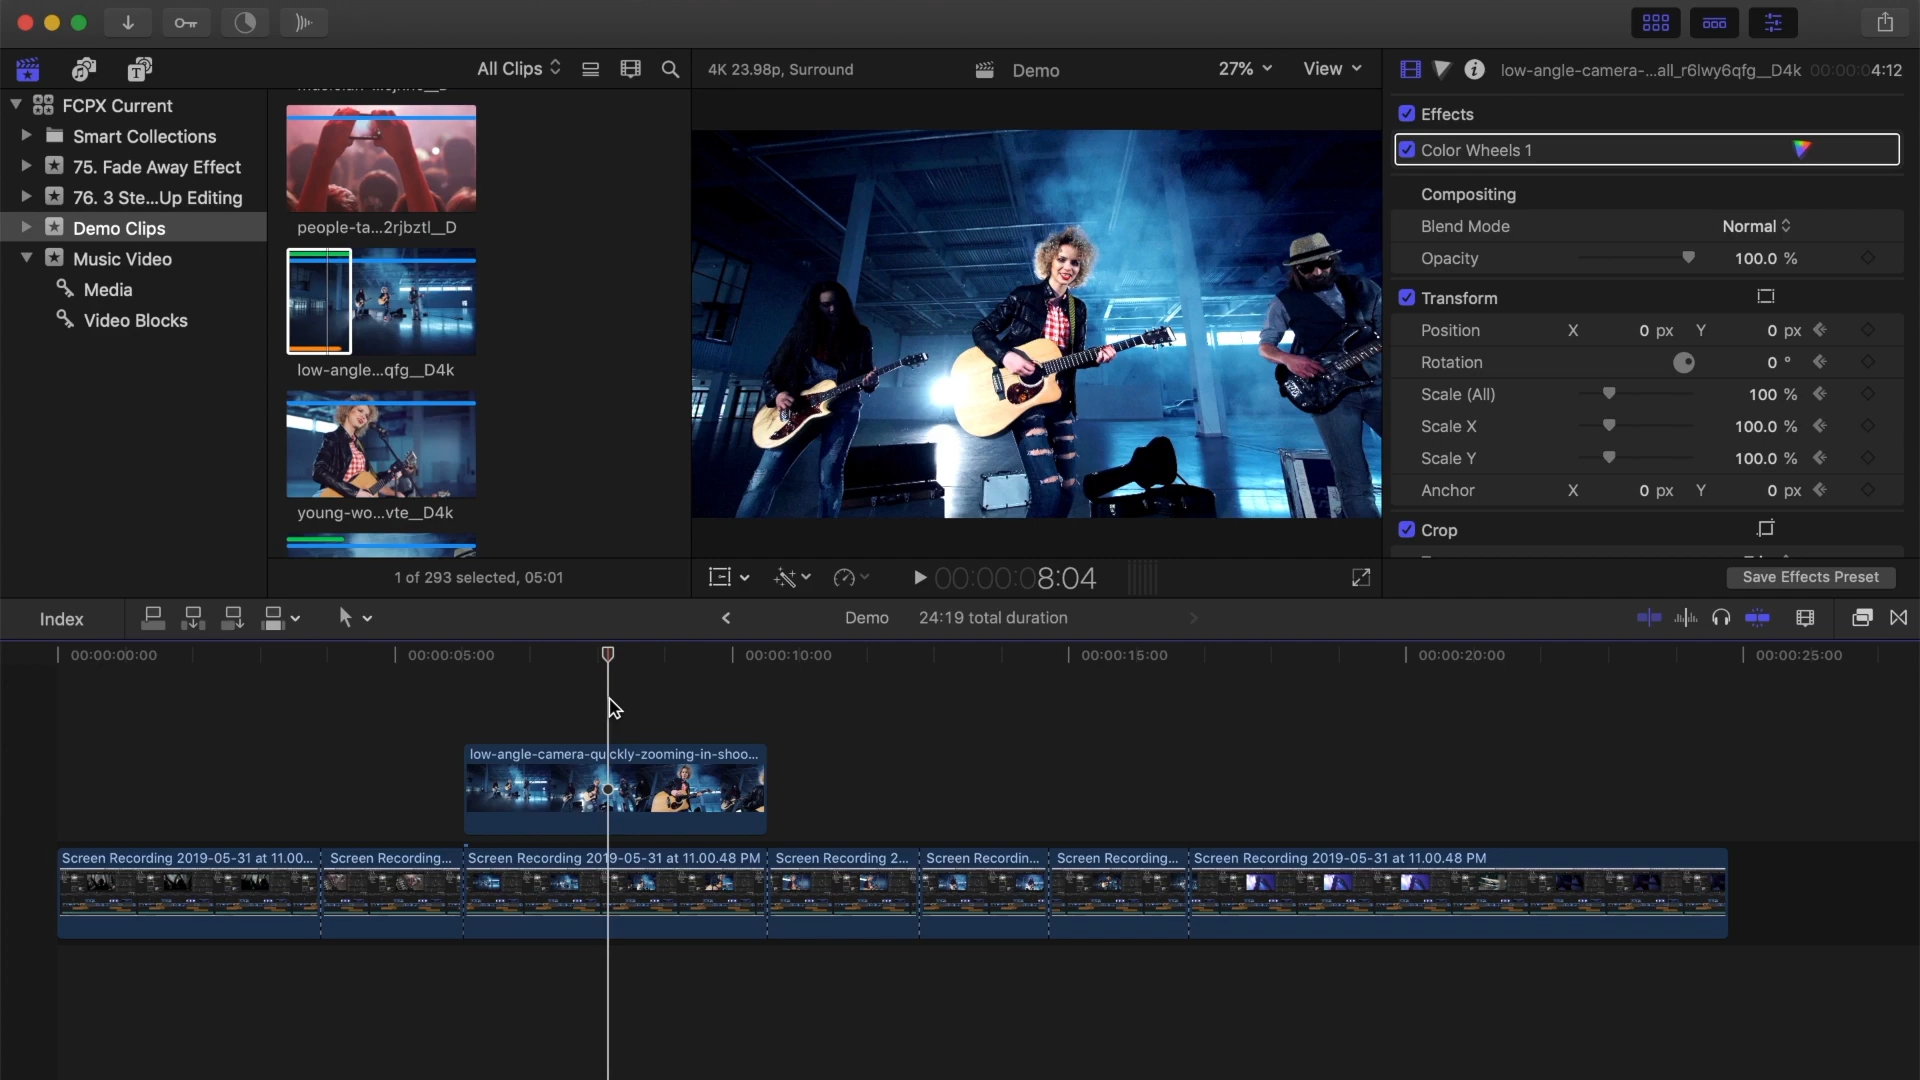 All Clips
4K 23.98p, Surround
Demo
27%
View
low-angle-camera-...all_r6lwy6qfg__D4k
00:00:04:12
FCPX Current
Smart Collections
75. Fade Away Effect
76. 3 Ste...Up Editing
Demo Clips
Music Video
Media
Video Blocks
people-ta...2rjbztl__D
low-angle...qfg__D4k
young-wo...vte__D4k
1 of 293 selected, 05:01
00:00:08:04
Effects
Color Wheels 1
Compositing
Blend Mode Normal
Opacity 100.0 %
Transform
Position X 0 px Y 0 px
Rotation 0 °
Scale (All) 100 %
Scale X 100.0 %
Scale Y 100.0 %
Anchor X 0 px Y 0 px
Crop
Save Effects Preset
Index
Demo 24:19 total duration
00:00:00:00 00:00:05:00 00:00:10:00 00:00:15:00 00:00:20:00 00:00:25:00
low-angle-camera-quickly-zooming-in-shoo...
Screen Recording 2019-05-31 at 11.00... Screen Recording... Screen Recording 2019-05-31 at 11.00.48 PM Screen Recording 2... Screen Recordin... Screen Recording... Screen Recording 2019-05-31 at 11.00.48 PM